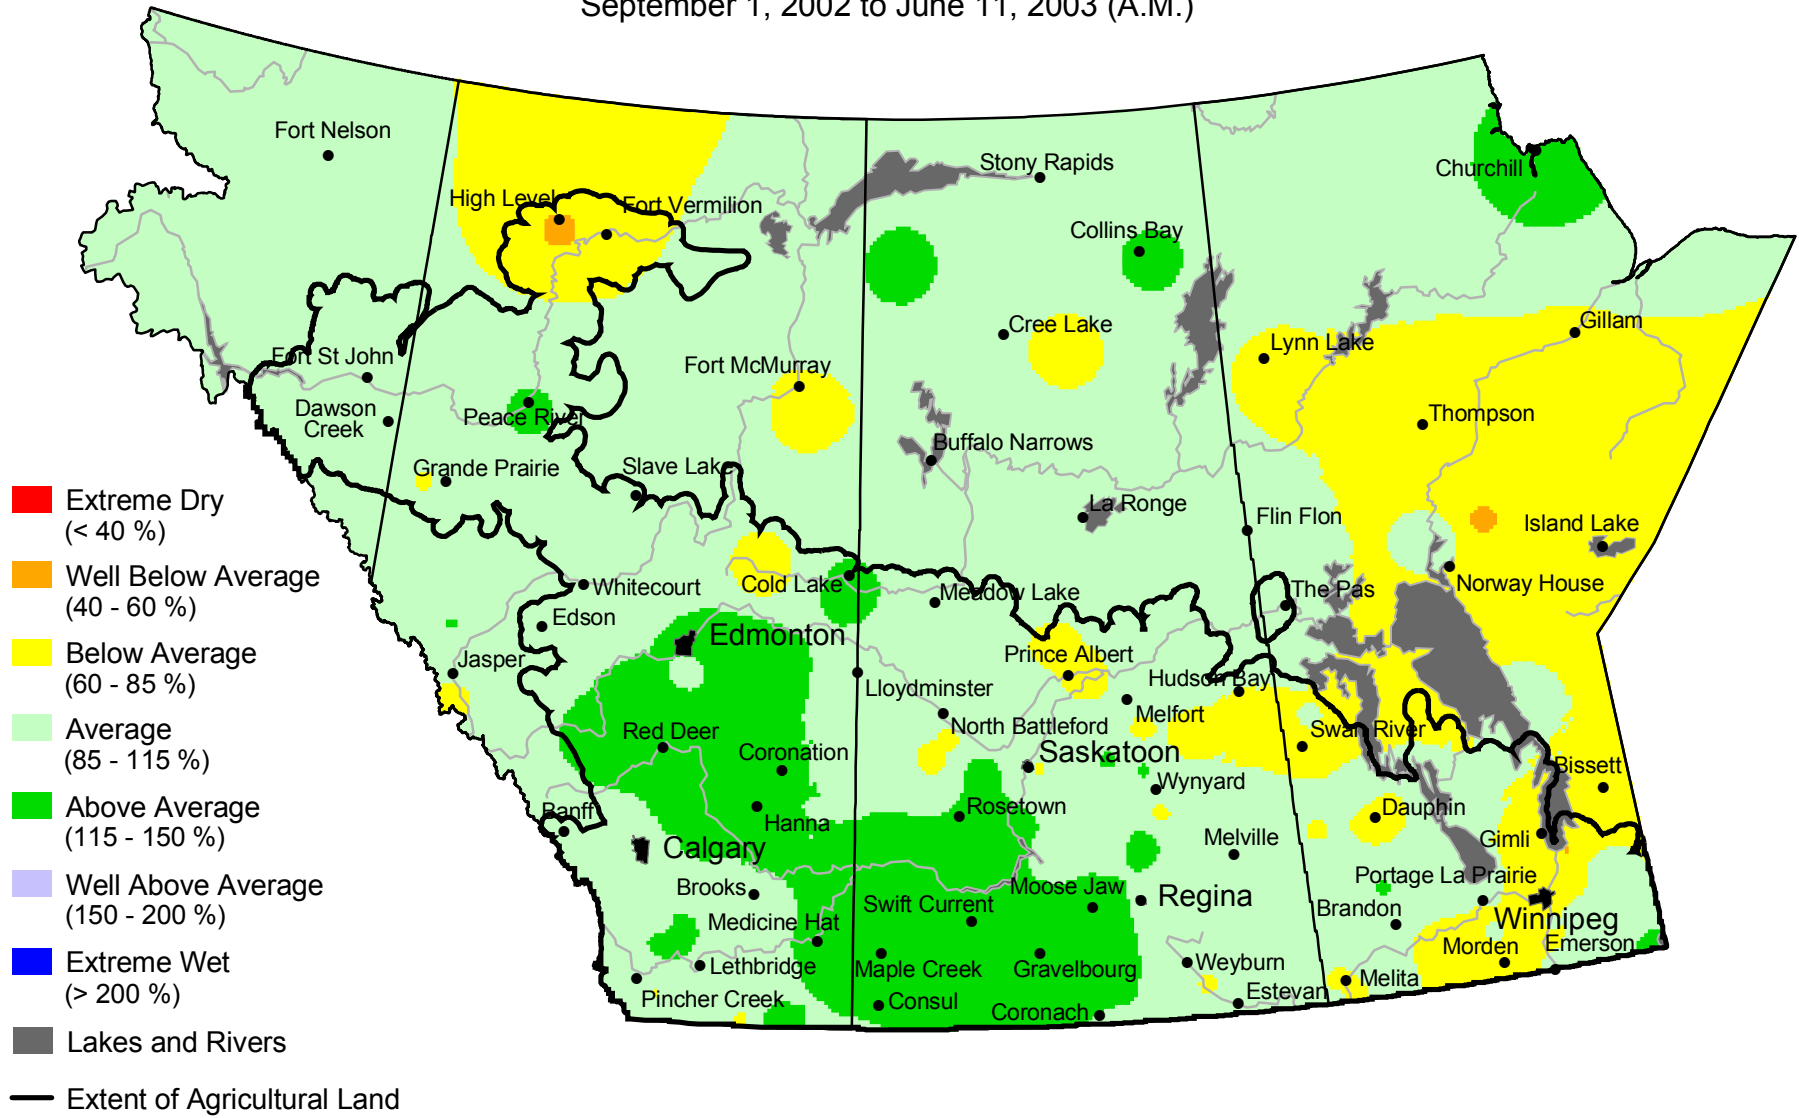 September 1, 2002 to June 11, 2003 (A.M.)
Fort Nelson
High Level
Fort Vermilion
Stony Rapids
Churchill
Collins Bay
Cree Lake
Lynn Lake
Gillam
Fort St John
Fort McMurray
Dawson
Creek
Peace River
Thompson
Buffalo Narrows
Grande Prairie
Slave Lake
La Ronge
Flin Flon
Island Lake
Whitecourt
Cold Lake
Meadow Lake
The Pas
Norway House
Edson
Edmonton
Jasper
Prince Albert
Hudson Bay
Lloydminster
Melfort
North Battleford
Red Deer
Coronation
Saskatoon
Swan River
Wynyard
Bissett
Banff
Hanna
Rosetown
Dauphin
Calgary
Melville
Gimli
Brooks
Moose Jaw
Portage La Prairie
Swift Current
Regina
Medicine Hat
Brandon
Winnipeg
Morden
Emerson
Lethbridge
Maple Creek
Gravelbourg
Weyburn
Melita
Pincher Creek
Consul
Estevan
Coronach
Extreme Dry
(< 40 %)
Well Below Average
(40 - 60 %)
Below Average
(60 - 85 %)
Average
(85 - 115 %)
Above Average
(115 - 150 %)
Well Above Average
(150 - 200 %)
Extreme Wet
(> 200 %)
Lakes and Rivers
Extent of Agricultural Land